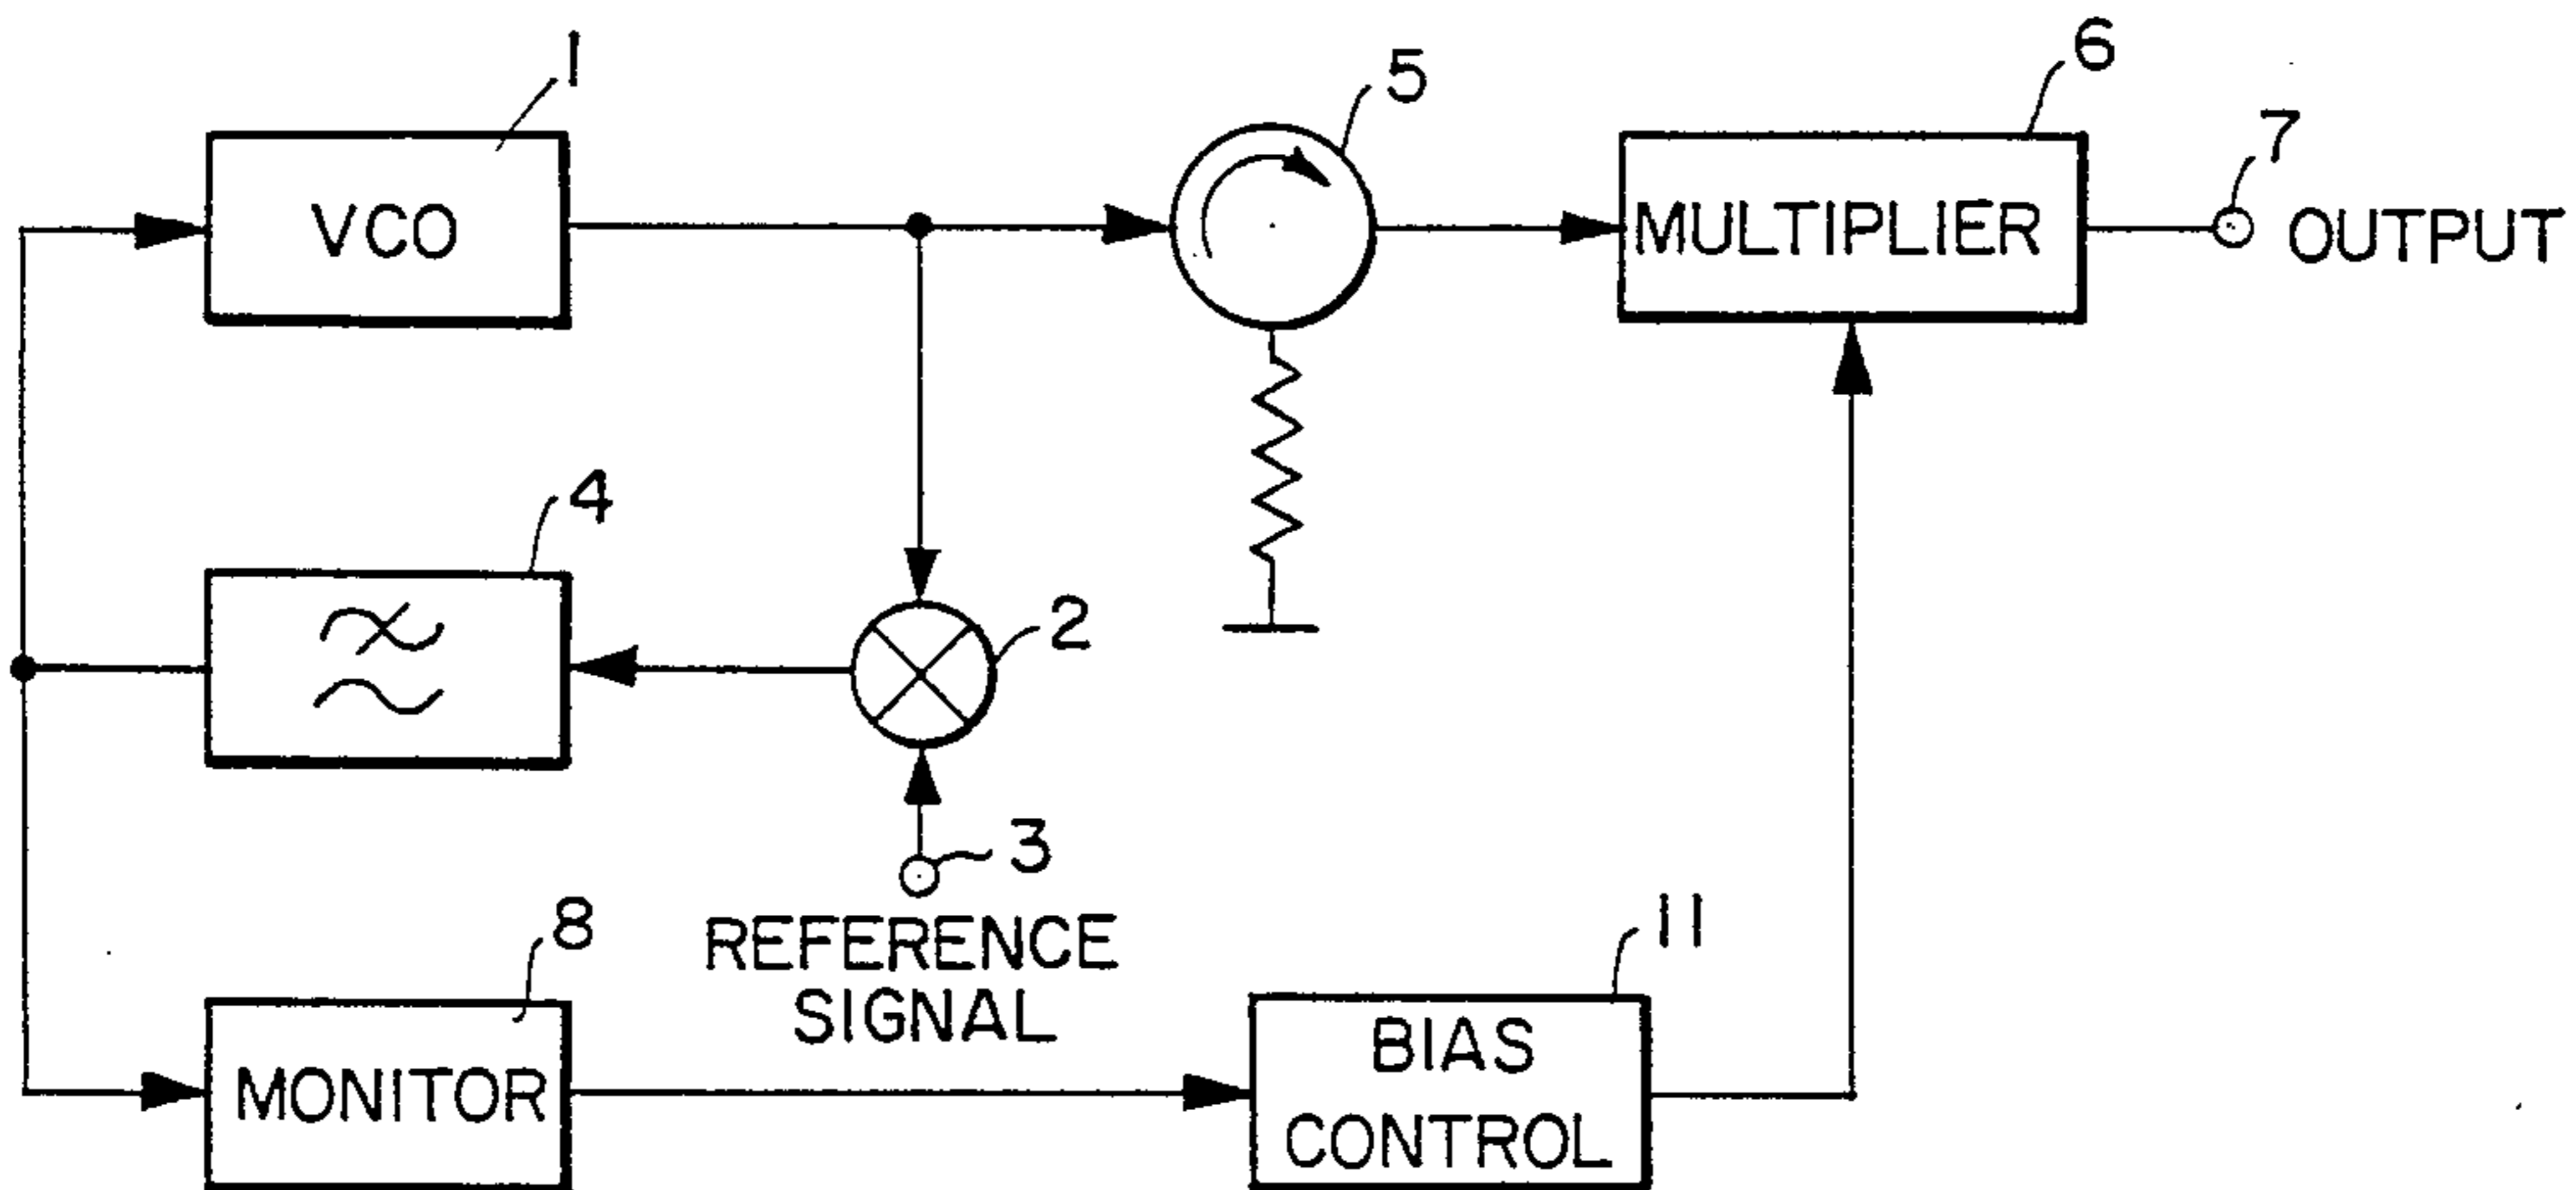 1
VCO
5
6
MULTIPLIER
7
OUTPUT
4
2
3
REFERENCE
SIGNAL
8
MONITOR
11
BIAS
CONTROL